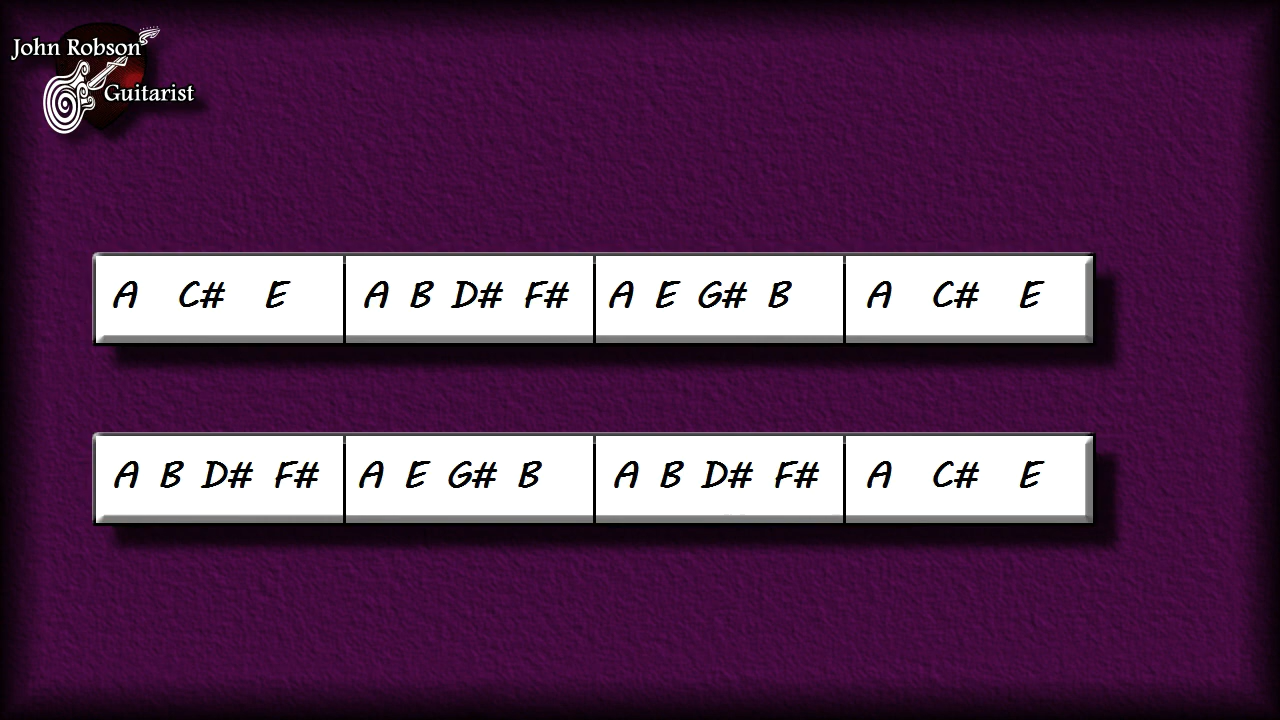 John Robson
Guitarist
A C# E A B D# F# A E G# B A C# E
A B D# F# A E G# B A B D# F# A C# E